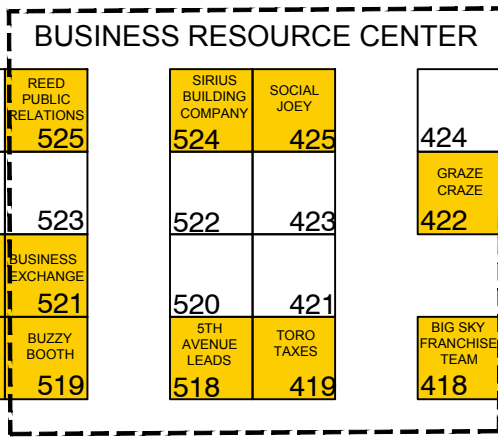 BUSINESS RESOURCE CENTER
REED
PUBLIC
RELATIONS
525
SIRIUS
BUILDING
COMPANY
524
SOCIAL
JOEY
425
424
523
522
423
GRAZE
CRAZE
422
BUSINESS
EXCHANGE
521
520
421
BUZZY
BOOTH
519
5TH
AVENUE
LEADS
518
TORO
TAXES
419
BIG SKY
FRANCHISE
TEAM
418